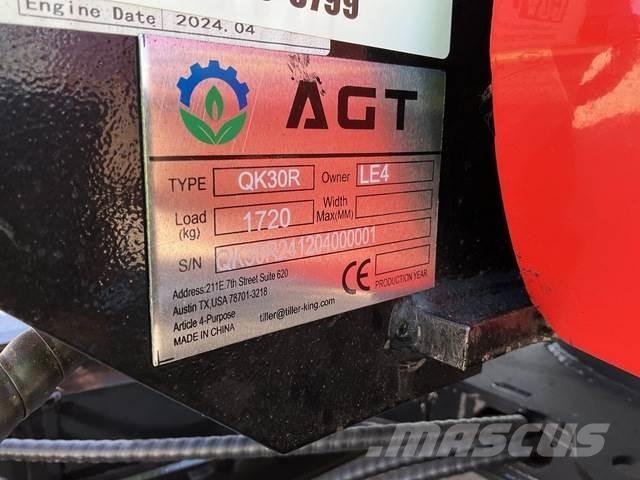 Engine Date 2024.04
AGT
TYPE QK30R Owner LE4
Load (kg) 1720 Width Max(MM)
S/N QK30R241204000001
Address:211E.7th Street Suite 620
Austin TX,USA 78701-3218
Article 4-Purpose tiller@tiller-king.com
MADE IN CHINA
CE PRODUCTION YEAR
MASCUS